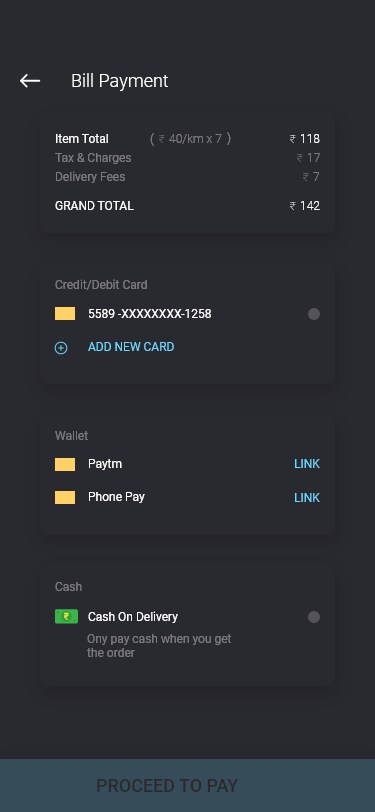 Bill Payment
Item Total ( ₹ 40/km x 7 ) ₹ 118
Tax & Charges ₹ 17
Delivery Fees ₹ 7
GRAND TOTAL ₹ 142
Credit/Debit Card
5589 -XXXXXXXX-1258
ADD NEW CARD
Wallet
Paytm LINK
Phone Pay LINK
Cash
₹ Cash On Delivery
Ony pay cash when you get
the order
PROCEED TO PAY